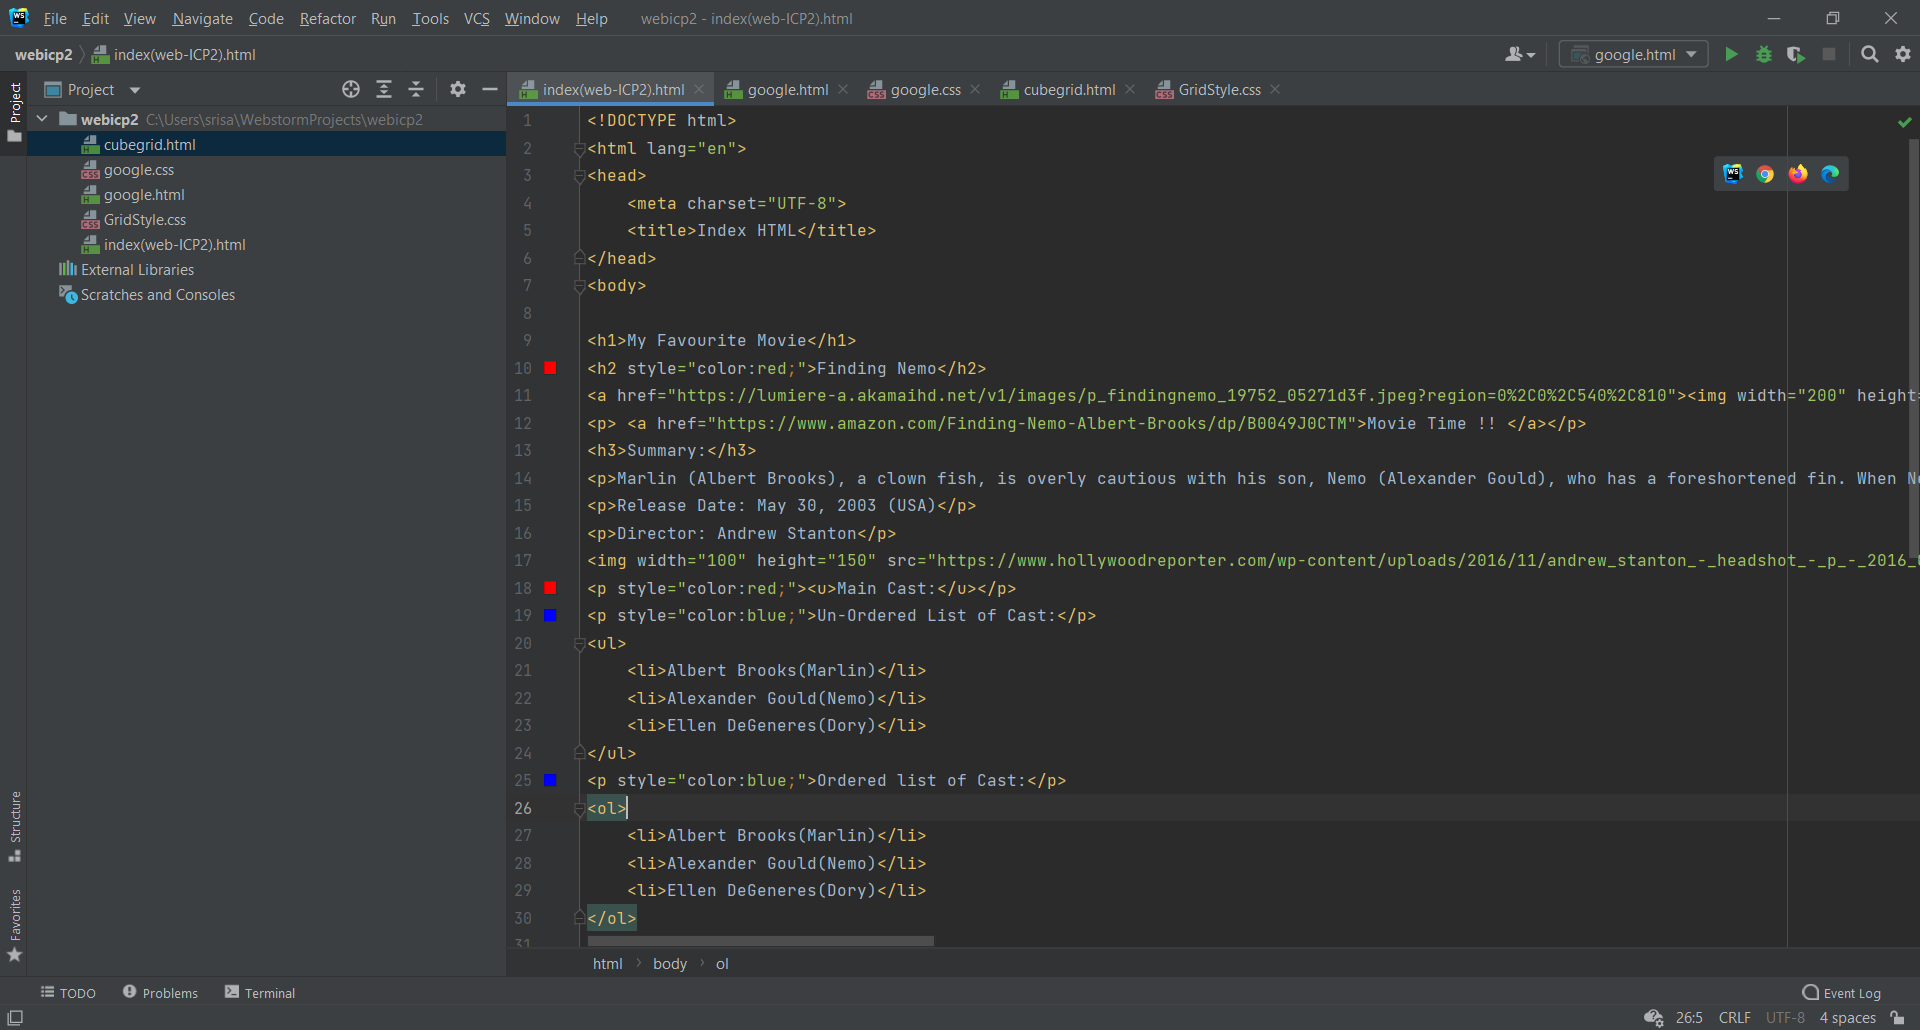 File Edit View Navigate Code Refactor Run Tools VCS Window Help webicp2 - index(web-ICP2).html
webicp2 index(web-ICP2).html google.html
Project
Project
index(web-ICP2).html google.html google.css cubegrid.html GridStyle.css
webicp2 C:\Users\srisa\WebstormProjects\webicp2
cubegrid.html
google.css
google.html
GridStyle.css
index(web-ICP2).html
External Libraries
Scratches and Consoles
Structure
Favorites
1 <!DOCTYPE html>
2 <html lang="en">
3 <head>
4 <meta charset="UTF-8">
5 <title>Index HTML</title>
6 </head>
7 <body>
8
9 <h1>My Favourite Movie</h1>
10 <h2 style="color:red;">Finding Nemo</h2>
11 <a href="https://lumiere-a.akamaihd.net/v1/images/p_findingnemo_19752_05271d3f.jpeg?region=0%2C0%2C540%2C810"><img width="200" height=
12 <p> <a href="https://www.amazon.com/Finding-Nemo-Albert-Brooks/dp/B0049J0CTM">Movie Time !! </a></p>
13 <h3>Summary:</h3>
14 <p>Marlin (Albert Brooks), a clown fish, is overly cautious with his son, Nemo (Alexander Gould), who has a foreshortened fin. When
15 <p>Release Date: May 30, 2003 (USA)</p>
16 <p>Director: Andrew Stanton</p>
17 <img width="100" height="150" src="https://www.hollywoodreporter.com/wp-content/uploads/2016/11/andrew_stanton_-_headshot_-_p_-_2016_
18 <p style="color:red;"><u>Main Cast:</u></p>
19 <p style="color:blue;">Un-Ordered List of Cast:</p>
20 <ul>
21 <li>Albert Brooks(Marlin)</li>
22 <li>Alexander Gould(Nemo)</li>
23 <li>Ellen DeGeneres(Dory)</li>
24 </ul>
25 <p style="color:blue;">Ordered list of Cast:</p>
26 <ol>
27 <li>Albert Brooks(Marlin)</li>
28 <li>Alexander Gould(Nemo)</li>
29 <li>Ellen DeGeneres(Dory)</li>
30 </ol>
31
html body ol
TODO Problems Terminal Event Log
26:5 CRLF UTF-8 4 spaces